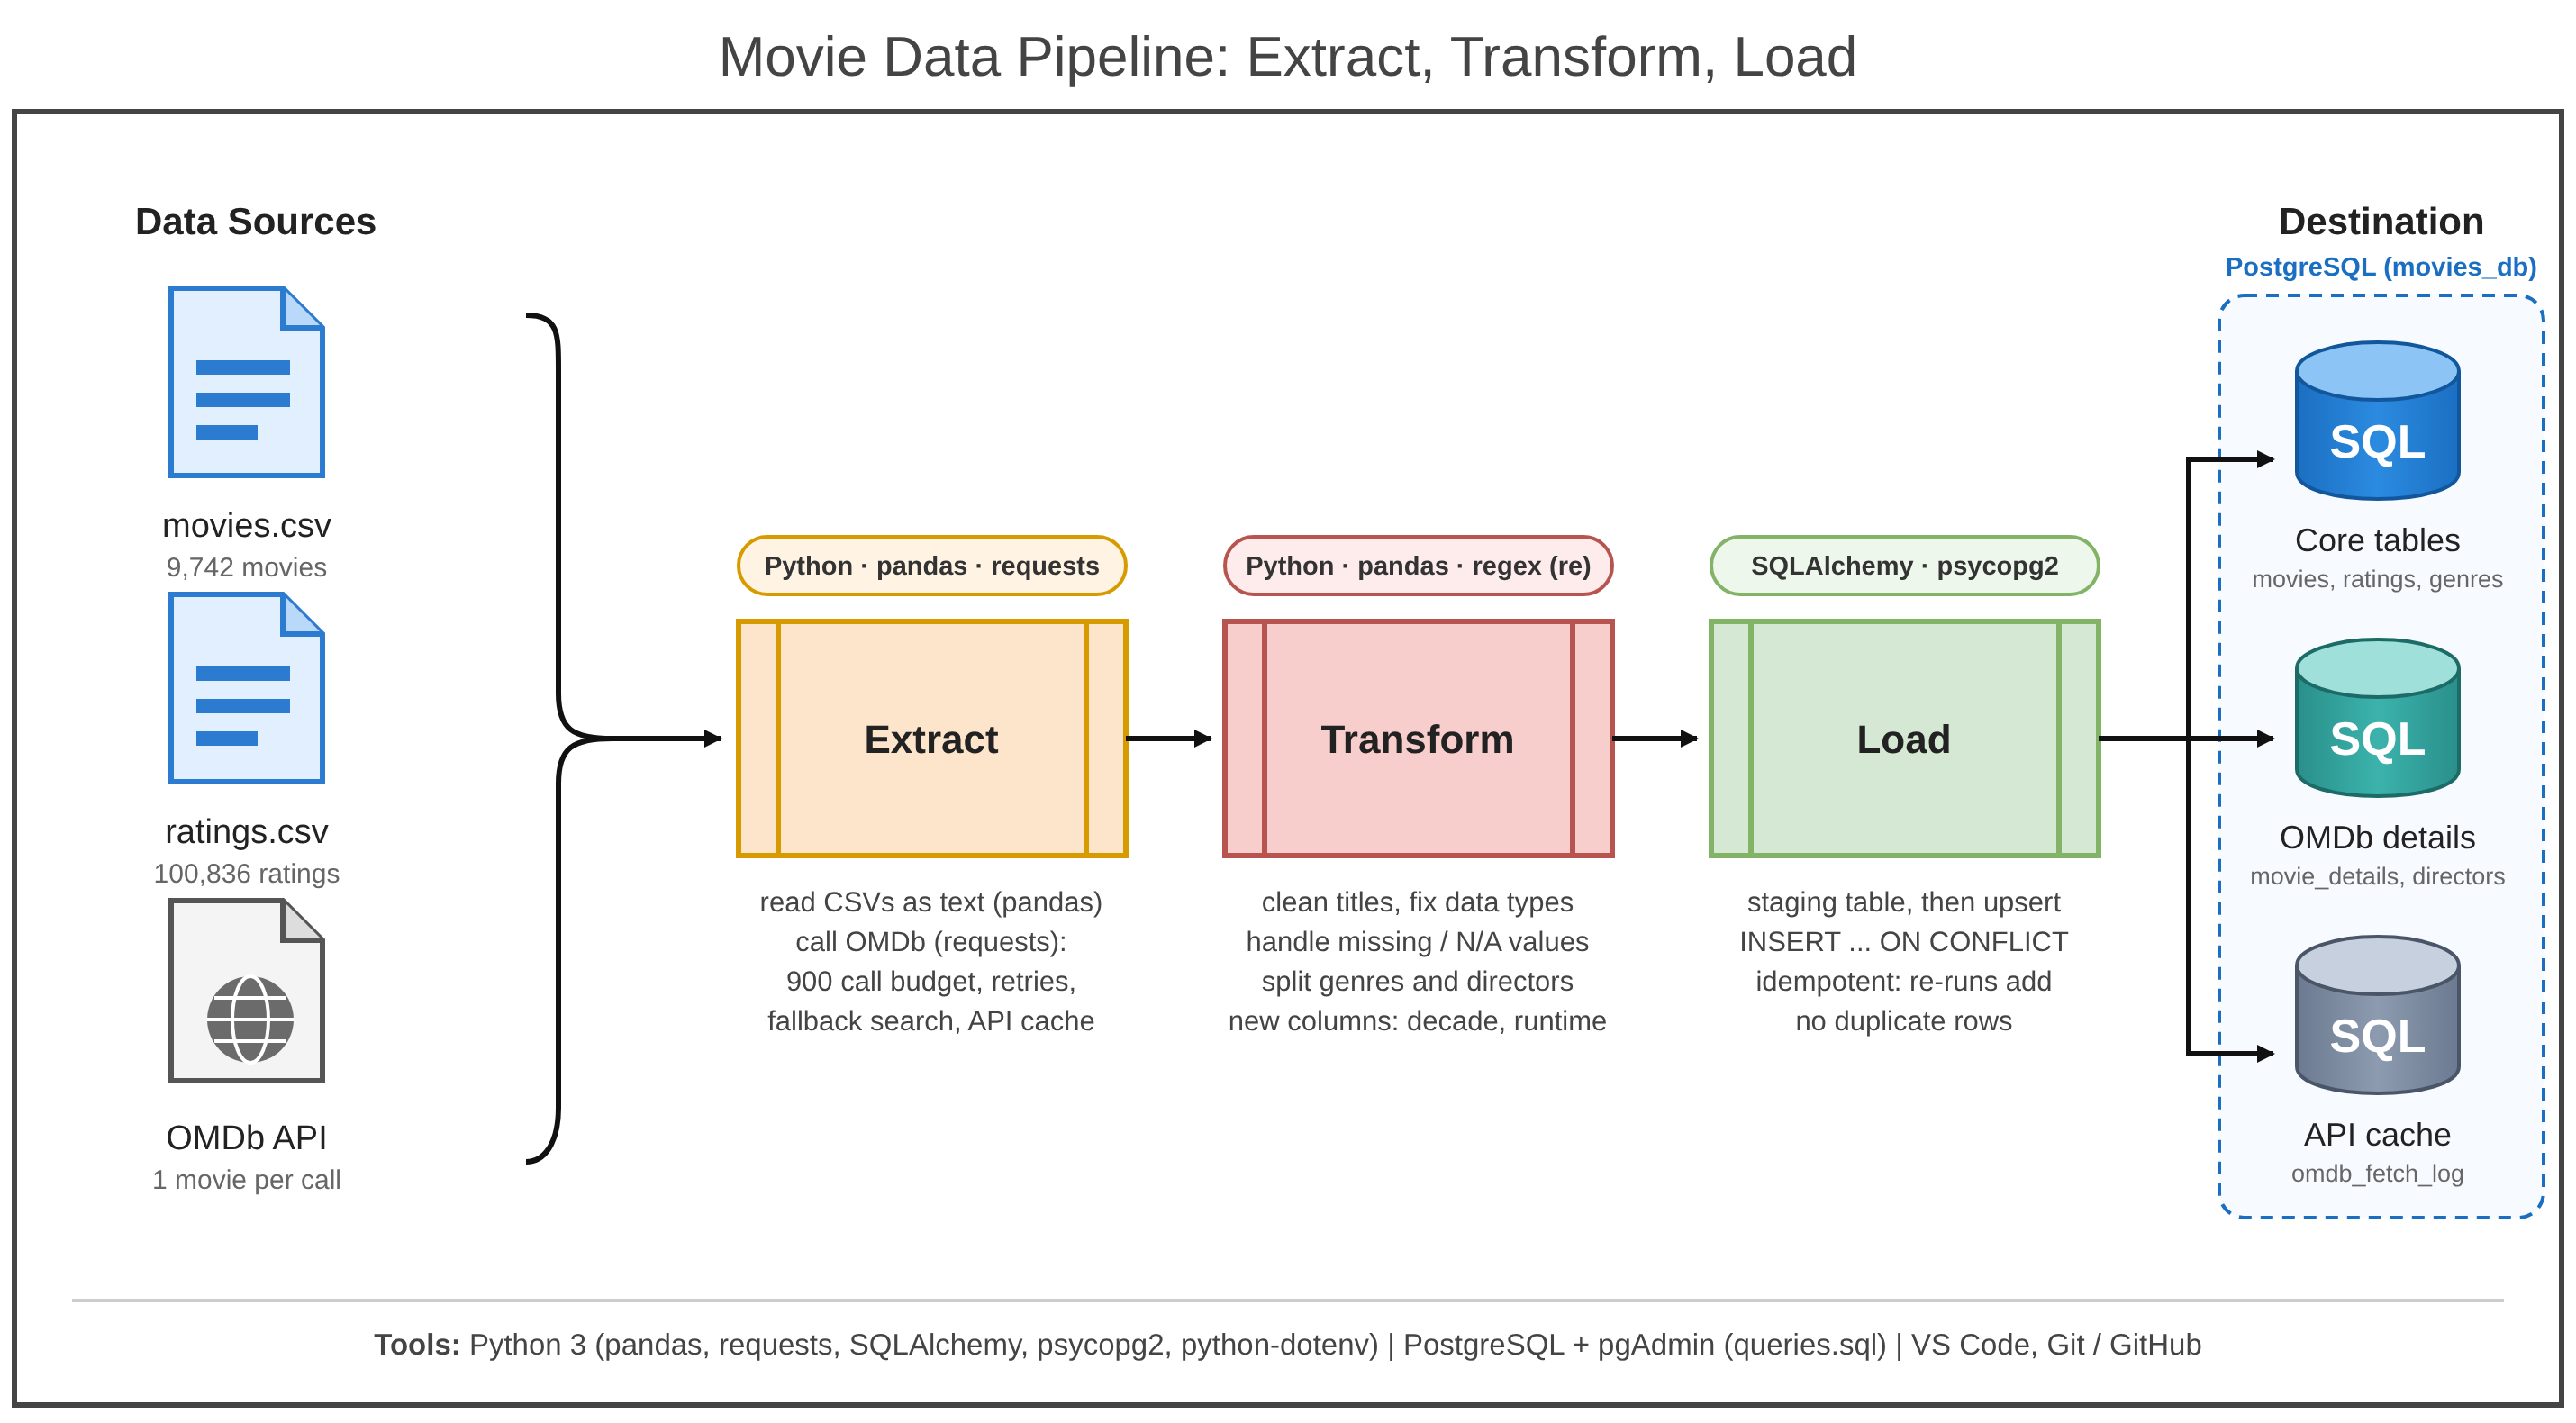 Movie Data Pipeline: Extract, Transform, Load
Data Sources
movies.csv
9,742 movies
ratings.csv
100,836 ratings
OMDb API
1 movie per call
Python · pandas · requests
Extract
read CSVs as text (pandas)
call OMDb (requests):
900 call budget, retries,
fallback search, API cache
Python · pandas · regex (re)
Transform
clean titles, fix data types
handle missing / N/A values
split genres and directors
new columns: decade, runtime
SQLAlchemy · psycopg2
Load
staging table, then upsert
INSERT ... ON CONFLICT
idempotent: re-runs add
no duplicate rows
Destination
PostgreSQL (movies_db)
SQL
Core tables
movies, ratings, genres
SQL
OMDb details
movie_details, directors
SQL
API cache
omdb_fetch_log
Tools: Python 3 (pandas, requests, SQLAlchemy, psycopg2, python-dotenv) | PostgreSQL + pgAdmin (queries.sql) | VS Code, Git / GitHub